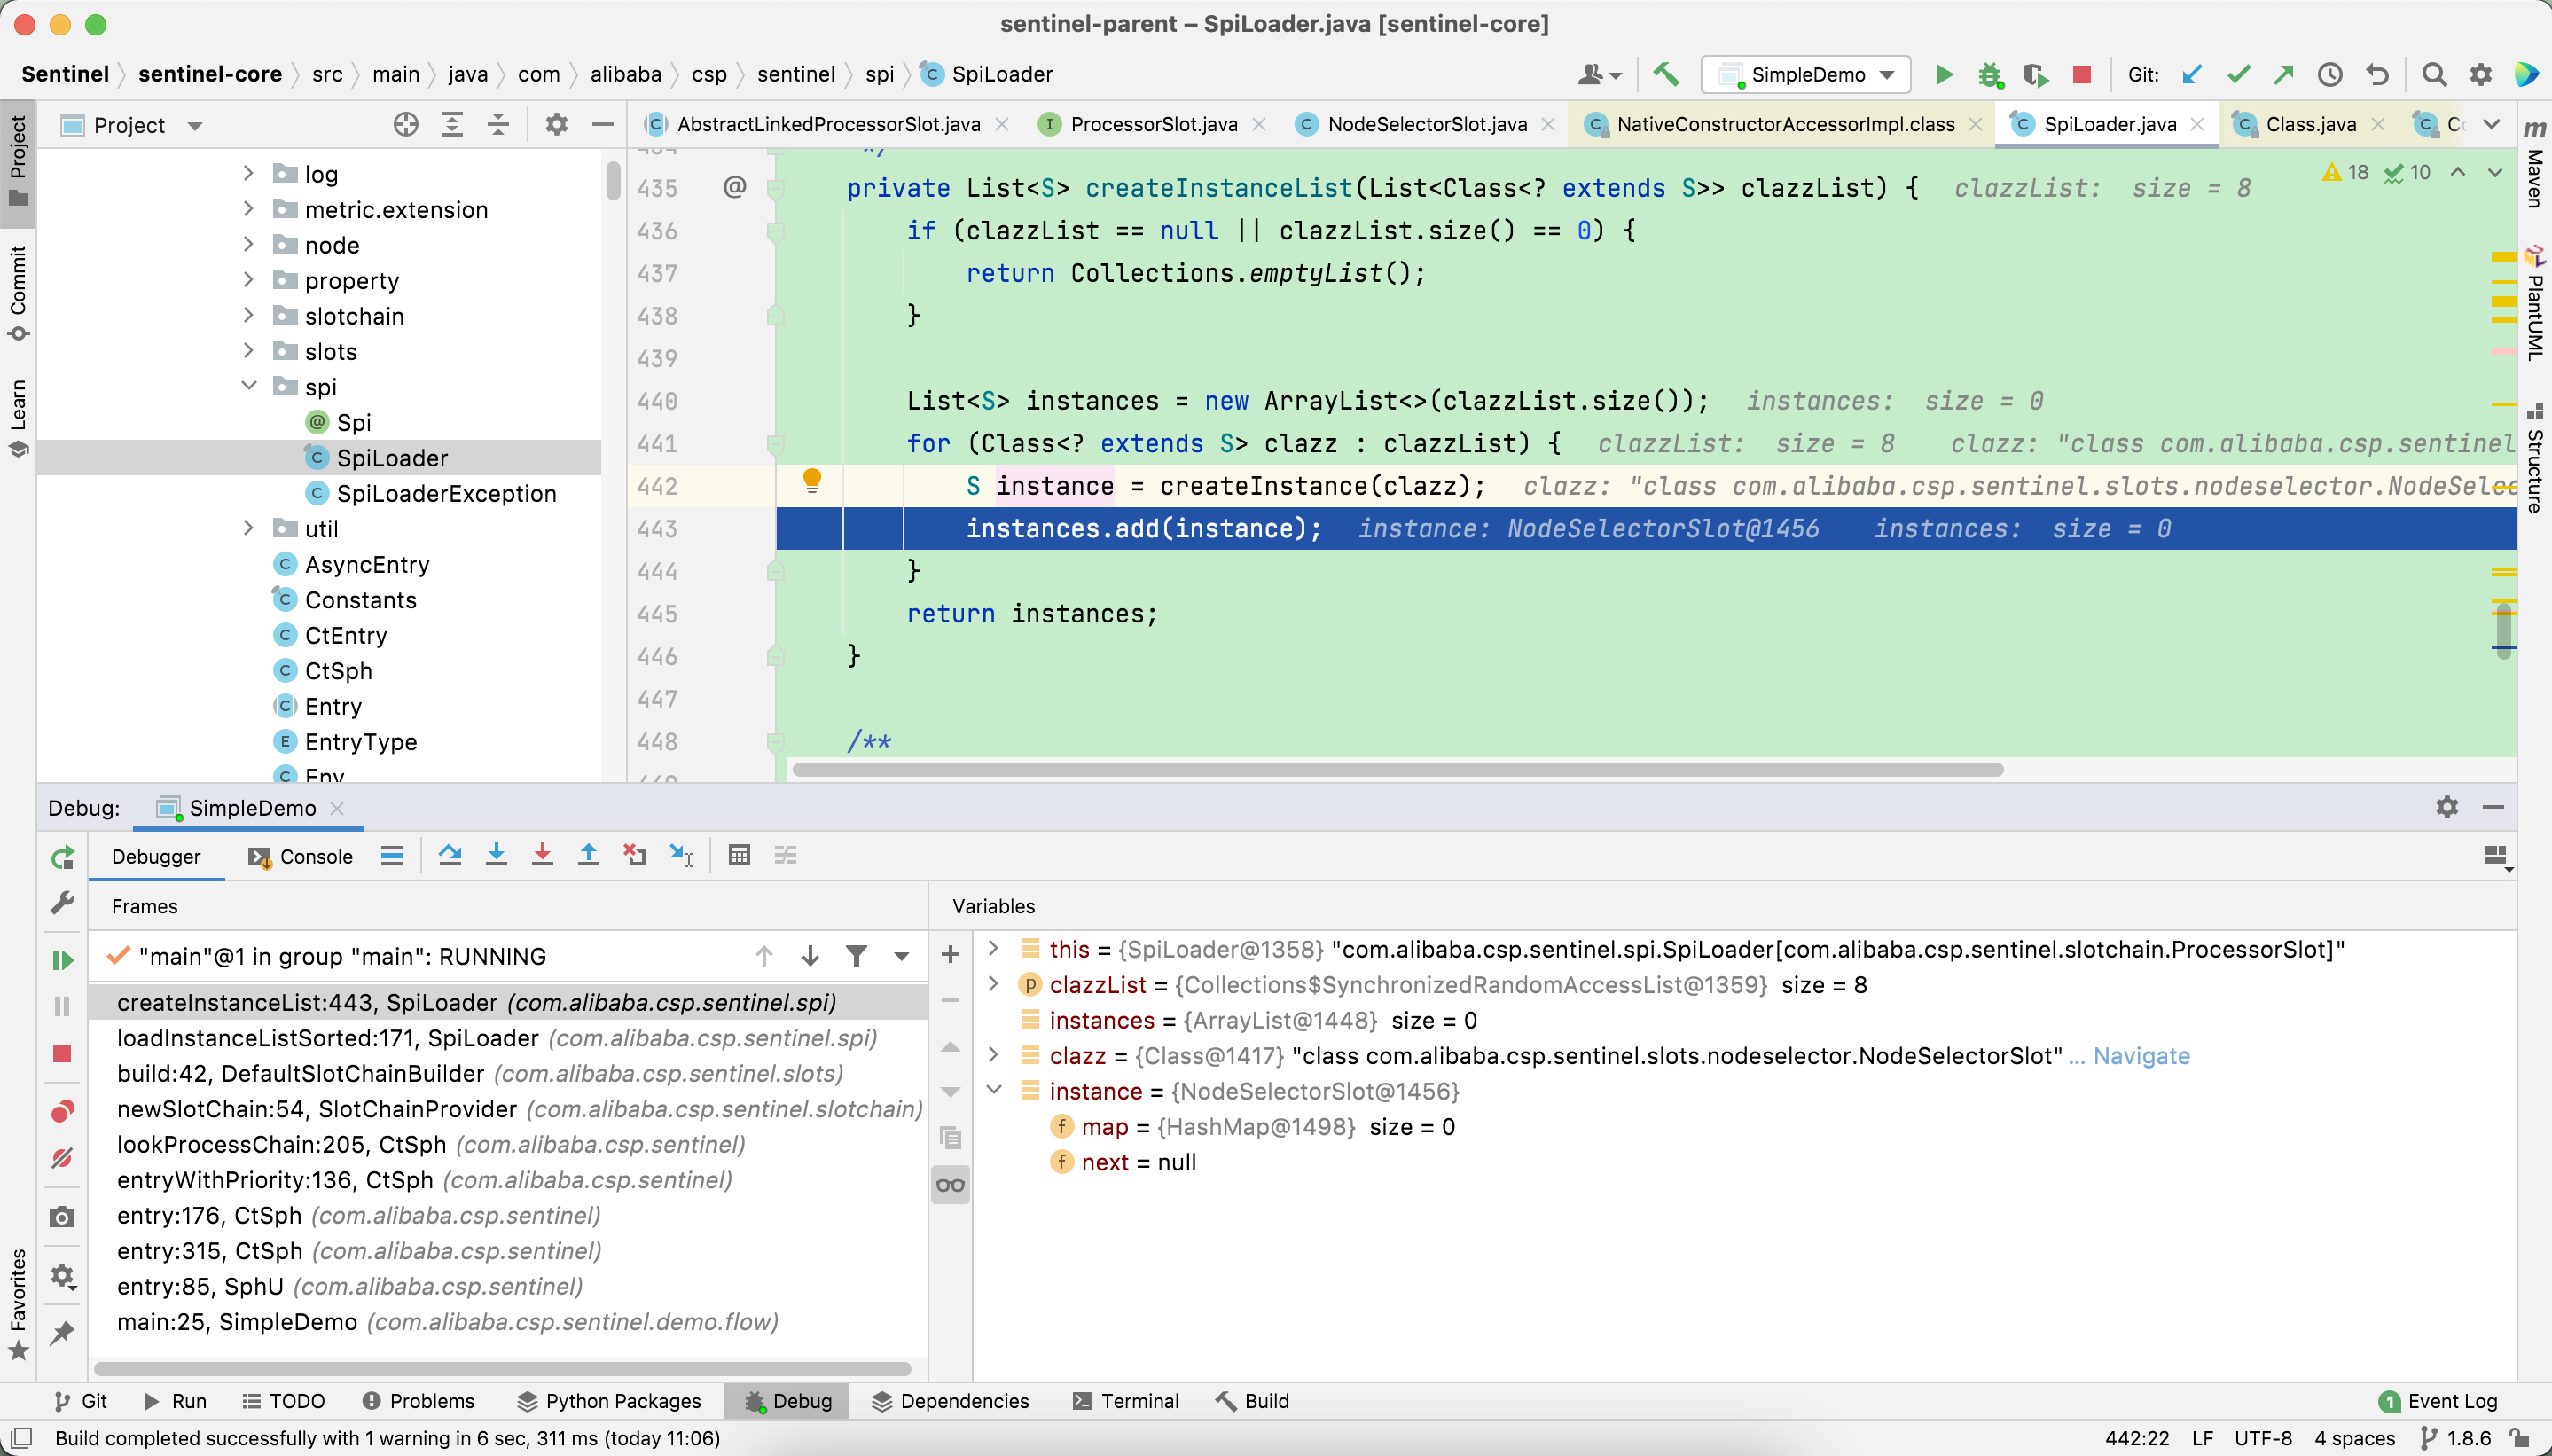 sentinel-parent – SpiLoader.java [sentinel-core]
Sentinel sentinel-core src main java com alibaba csp sentinel spi SpiLoader SimpleDemo Git:
Project
AbstractLinkedProcessorSlot.java ProcessorSlot.java NodeSelectorSlot.java NativeConstructorAccessorImpl.class SpiLoader.java Class.java
Project
Commit
Learn
Favorites
log
metric.extension
node
property
slotchain
slots
spi
Spi
SpiLoader
SpiLoaderException
util
AsyncEntry
Constants
CtEntry
CtSph
Entry
EntryType
Env
18 10
*/
435 @ private List<S> createInstanceList(List<Class<? extends S>> clazzList) { clazzList: size = 8
436 if (clazzList == null || clazzList.size() == 0) {
437 return Collections.emptyList();
438 }
439
440 List<S> instances = new ArrayList<>(clazzList.size()); instances: size = 0
441 for (Class<? extends S> clazz : clazzList) { clazzList: size = 8 clazz: "class com.alibaba.csp.sentinel
442 S instance = createInstance(clazz); clazz: "class com.alibaba.csp.sentinel.slots.nodeselector.NodeSelec
443 instances.add(instance); instance: NodeSelectorSlot@1456 instances: size = 0
444 }
445 return instances;
446 }
447
448 /**
Maven
PlantUML
Structure
Debug: SimpleDemo
Debugger Console
Frames
"main"@1 in group "main": RUNNING
createInstanceList:443, SpiLoader (com.alibaba.csp.sentinel.spi)
loadInstanceListSorted:171, SpiLoader (com.alibaba.csp.sentinel.spi)
build:42, DefaultSlotChainBuilder (com.alibaba.csp.sentinel.slots)
newSlotChain:54, SlotChainProvider (com.alibaba.csp.sentinel.slotchain)
lookProcessChain:205, CtSph (com.alibaba.csp.sentinel)
entryWithPriority:136, CtSph (com.alibaba.csp.sentinel)
entry:176, CtSph (com.alibaba.csp.sentinel)
entry:315, CtSph (com.alibaba.csp.sentinel)
entry:85, SphU (com.alibaba.csp.sentinel)
main:25, SimpleDemo (com.alibaba.csp.sentinel.demo.flow)
Variables
this = {SpiLoader@1358} "com.alibaba.csp.sentinel.spi.SpiLoader[com.alibaba.csp.sentinel.slotchain.ProcessorSlot]"
clazzList = {Collections$SynchronizedRandomAccessList@1359} size = 8
instances = {ArrayList@1448} size = 0
clazz = {Class@1417} "class com.alibaba.csp.sentinel.slots.nodeselector.NodeSelectorSlot" ... Navigate
instance = {NodeSelectorSlot@1456}
map = {HashMap@1498} size = 0
next = null
Git Run TODO Problems Python Packages Debug Dependencies Terminal Build 1 Event Log
Build completed successfully with 1 warning in 6 sec, 311 ms (today 11:06) 442:22 LF UTF-8 4 spaces 1.8.6